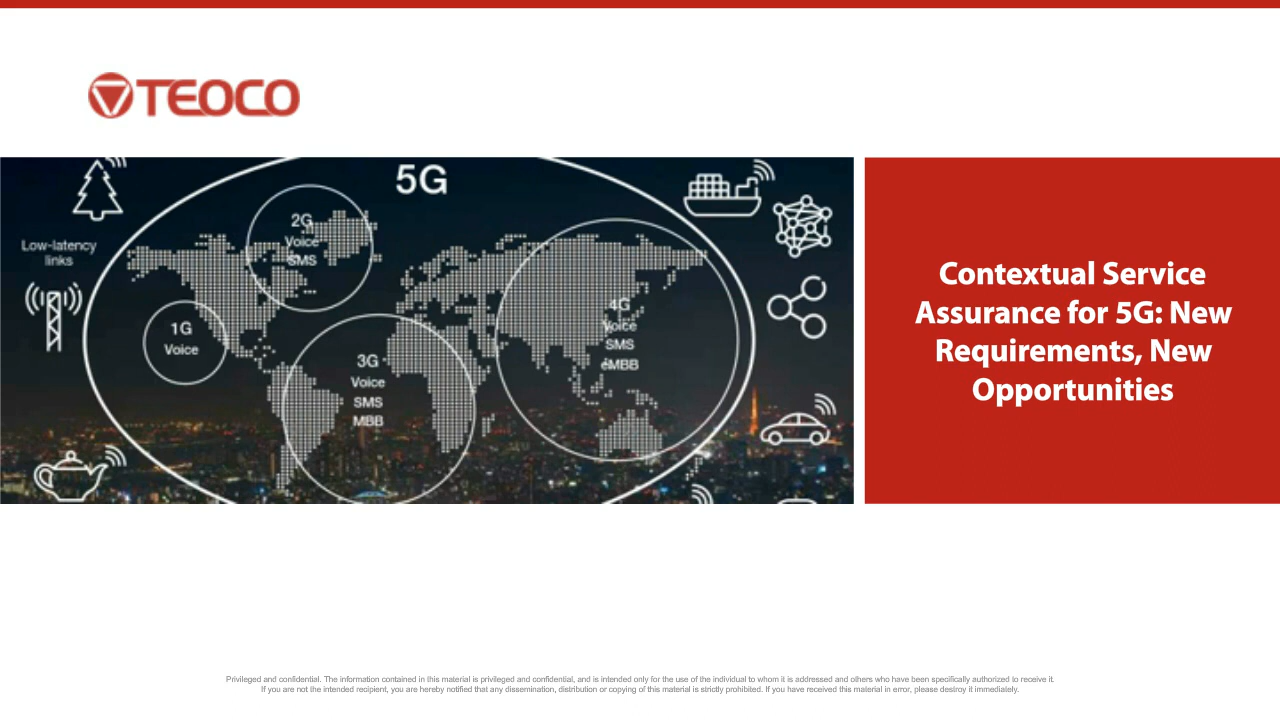 TEOCO
5G
2G
Voice
SMS
Low-latency
links
1G
Voice
3G
Voice
SMS
MBB
4G
Voice
SMS
eMBB
Contextual Service
Assurance for 5G: New
Requirements, New
Opportunities
Privileged and confidential. The information contained in this material is privileged and confidential, and is intended only for the use of the individual to whom it is addressed and others who have been specifically authorized to receive it.
If you are not the intended recipient, you are hereby notified that any dissemination, distribution or copying of this material is strictly prohibited. If you have received this material in error, please destroy it immediately.